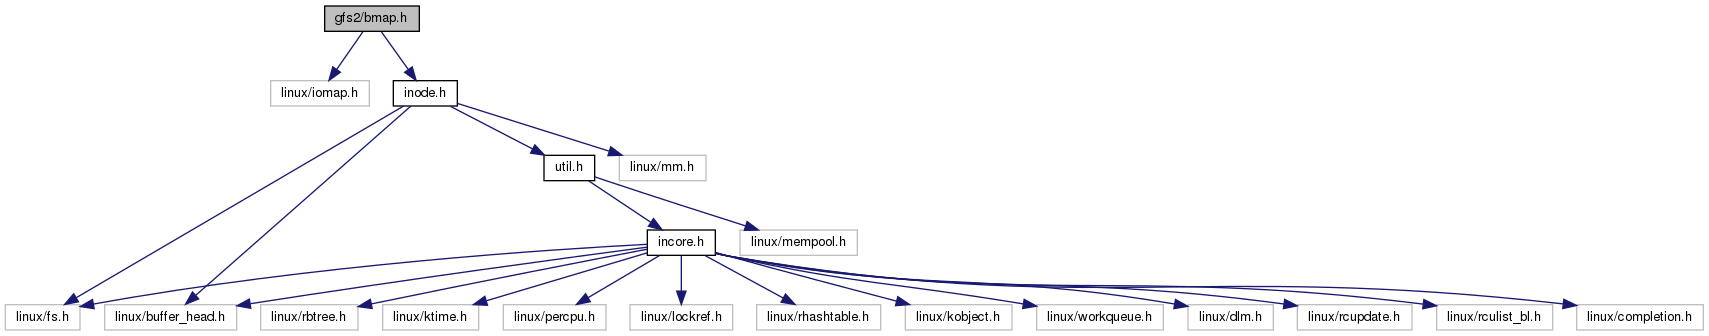 gfs2/bmap.h
linux/iomap.h
inode.h
util.h
linux/mm.h
incore.h
linux/mempool.h
linux/fs.h
linux/buffer_head.h
linux/rbtree.h
linux/ktime.h
linux/percpu.h
linux/lockref.h
linux/rhashtable.h
linux/kobject.h
linux/workqueue.h
linux/dlm.h
linux/rcupdate.h
linux/rculist_bl.h
linux/completion.h